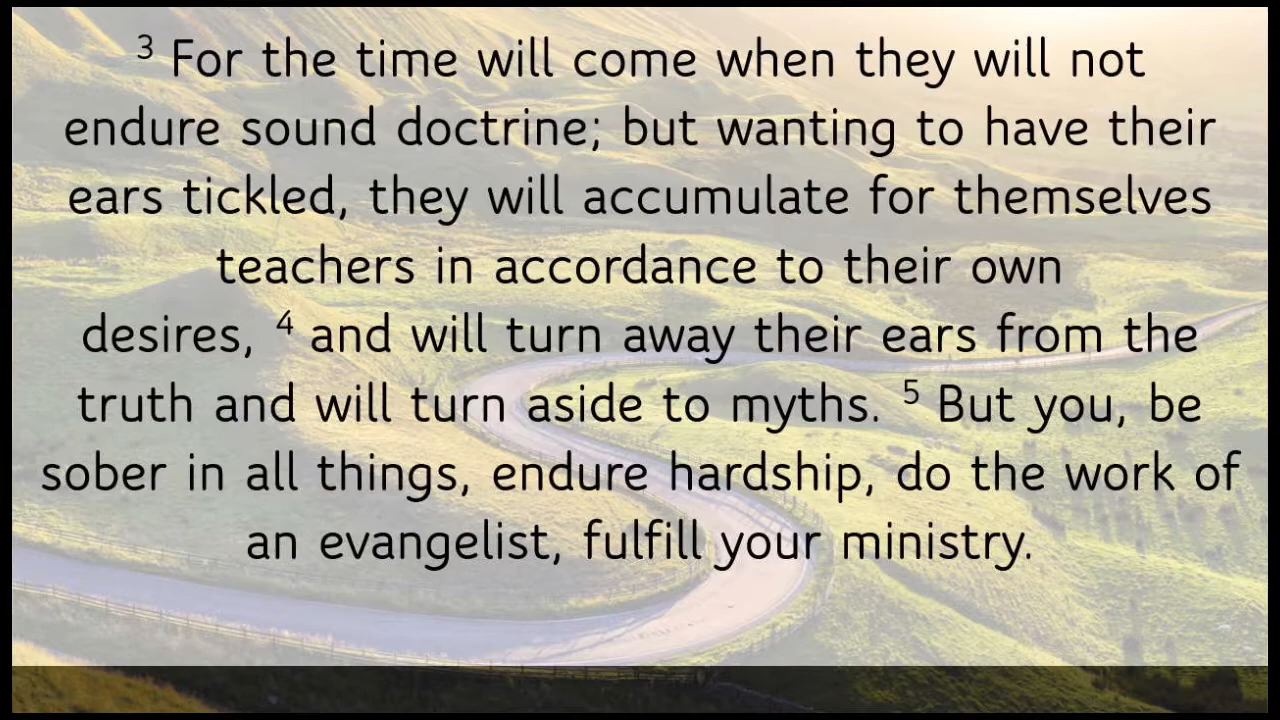 3 For the time will come when they will not
endure sound doctrine; but wanting to have their
ears tickled, they will accumulate for themselves
teachers in accordance to their own
desires, 4 and will turn away their ears from the
truth and will turn aside to myths. 5 But you, be
sober in all things, endure hardship, do the work of
an evangelist, fulfill your ministry.